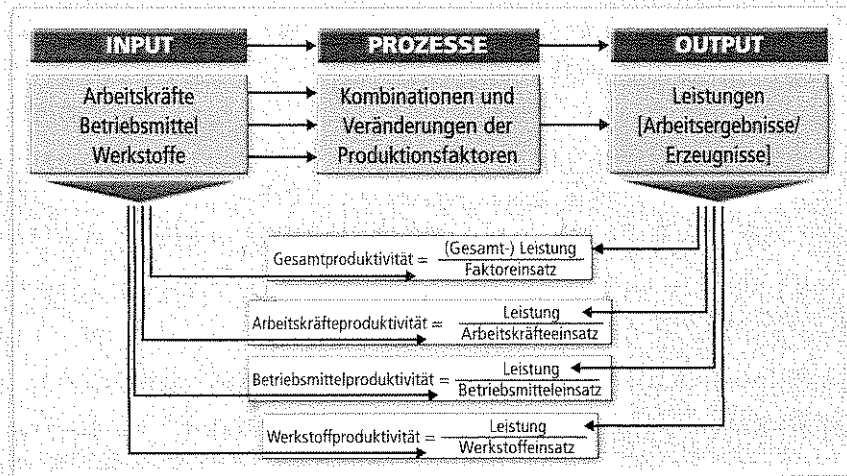 INPUT PROZESSE OUTPUT
Arbeitskräfte
Betriebsmittel
Werkstoffe
Kombinationen und
Veränderungen der
Produktionsfaktoren
Leistungen
[Arbeitsergebnisse/
Erzeugnisse]
Gesamtproduktivität = (Gesamt-) Leistung
Faktoreinsatz
Arbeitskräfteproduktivität = Leistung
Arbeitskräfteeinsatz
Betriebsmittelproduktivität = Leistung
Betriebsmitteleinsatz
Werkstoffproduktivität = Leistung
Werkstoffeinsatz